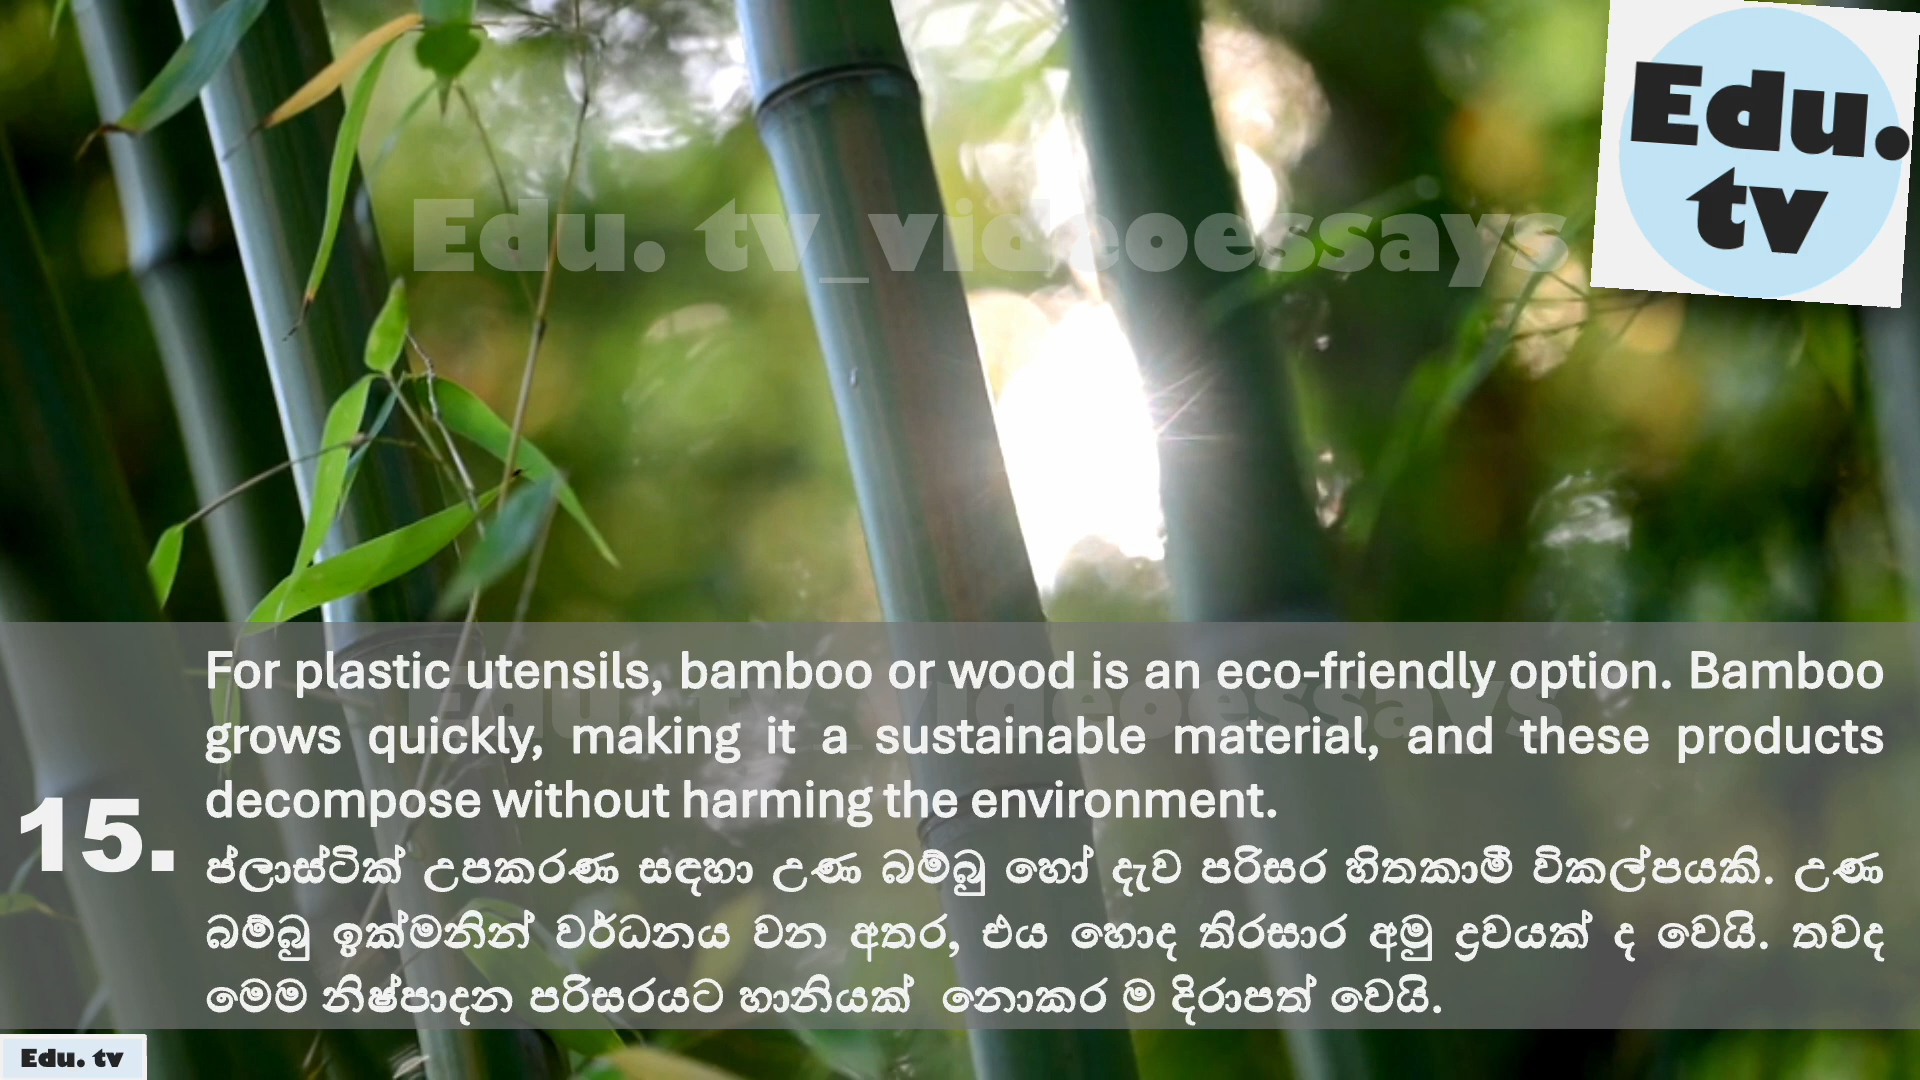 Edu.
tv
Edu. tv_videoessays
For plastic utensils, bamboo or wood is an eco-friendly option. Bamboo
grows quickly, making it a sustainable material, and these products
decompose without harming the environment.
15.
ප්ලාස්ටික් උපකරණ සඳහා උණ බම්බු හෝ දැව පරිසර හිතකාමී විකල්පයකි. උණ
බම්බු ඉක්මනින් වර්ධනය වන අතර, එය හොද තිරසාර අමු ද්‍රව්‍යයක් ද වෙයි. තවද
මෙම නිෂ්පාදන පරිසරයට හානියක් නොකර ම දිරාපත් වෙයි.
Edu. tv_videoessays
Edu. tv